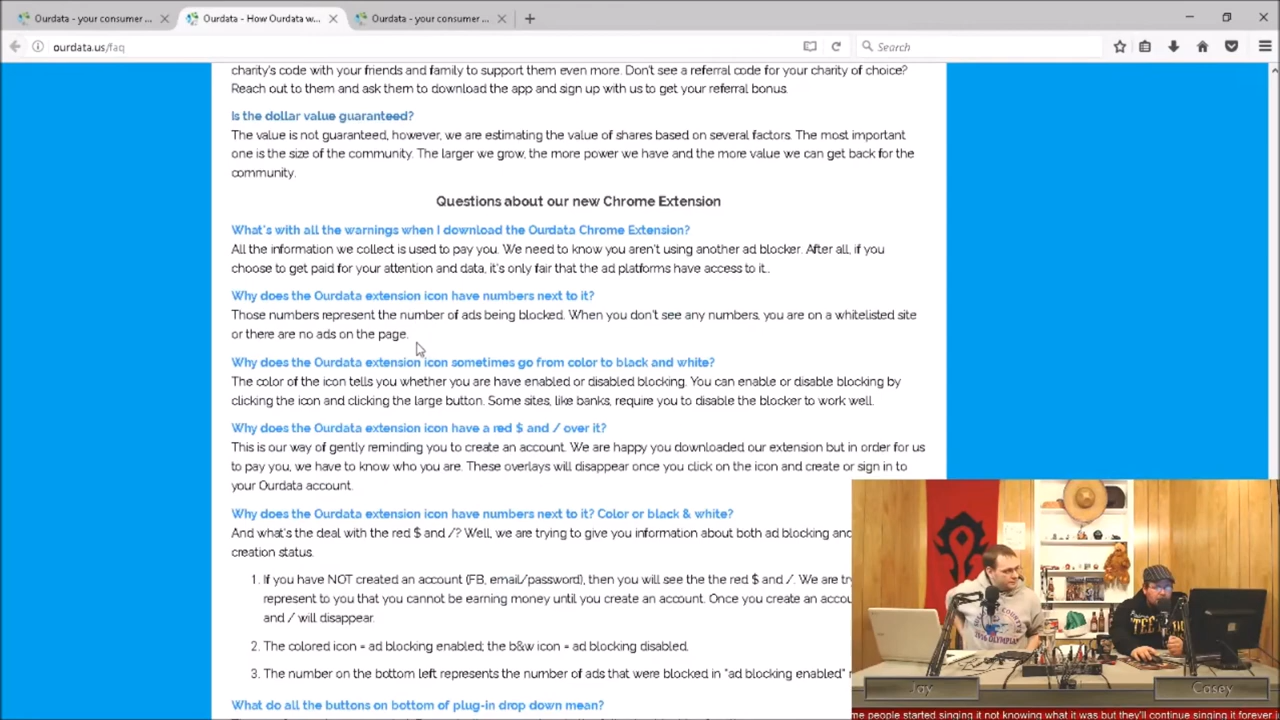 Ourdata - your consumer ...
Ourdata - How Ourdata w...
Ourdata - your consumer ...
ourdata.us/faq
Search
charity's code with your friends and family to support them even more. Don't see a referral code for your charity of choice?
Reach out to them and ask them to download the app and sign up with us to get your referral bonus.
Is the dollar value guaranteed?
The value is not guaranteed, however, we are estimating the value of shares based on several factors. The most important
one is the size of the community. The larger we grow, the more power we have and the more value we can get back for the
community.
Questions about our new Chrome Extension
What's with all the warnings when I download the Ourdata Chrome Extension?
All the information we collect is used to pay you. We need to know you aren't using another ad blocker. After all, if you
choose to get paid for your attention and data, it's only fair that the ad platforms have access to it..
Why does the Ourdata extension icon have numbers next to it?
Those numbers represent the number of ads being blocked. When you don't see any numbers, you are on a whitelisted site
or there are no ads on the page.
Why does the Ourdata extension icon sometimes go from color to black and white?
The color of the icon tells you whether you are have enabled or disabled blocking. You can enable or disable blocking by
clicking the icon and clicking the large button. Some sites, like banks, require you to disable the blocker to work well.
Why does the Ourdata extension icon have a red $ and / over it?
This is our way of gently reminding you to create an account. We are happy you downloaded our extension but in order for us
to pay you, we have to know who you are. These overlays will disappear once you click on the icon and create or sign in to
your Ourdata account.
Why does the Ourdata extension icon have numbers next to it? Color or black & white?
And what's the deal with the red $ and /? Well, we are trying to give you information about both ad blocking and
creation status.
1. If you have NOT created an account (FB, email/password), then you will see the the red $ and /. We are try
represent to you that you cannot be earning money until you create an account. Once you create an accou
and / will disappear.
2. The colored icon = ad blocking enabled; the b&w icon = ad blocking disabled,
3. The number on the bottom left represents the number of ads that were blocked in "ad blocking enabled"
What do all the buttons on bottom of plug-in drop down mean?
Jay
Casey
me people started singing it not knowing what it was but they'll continue singing it forever